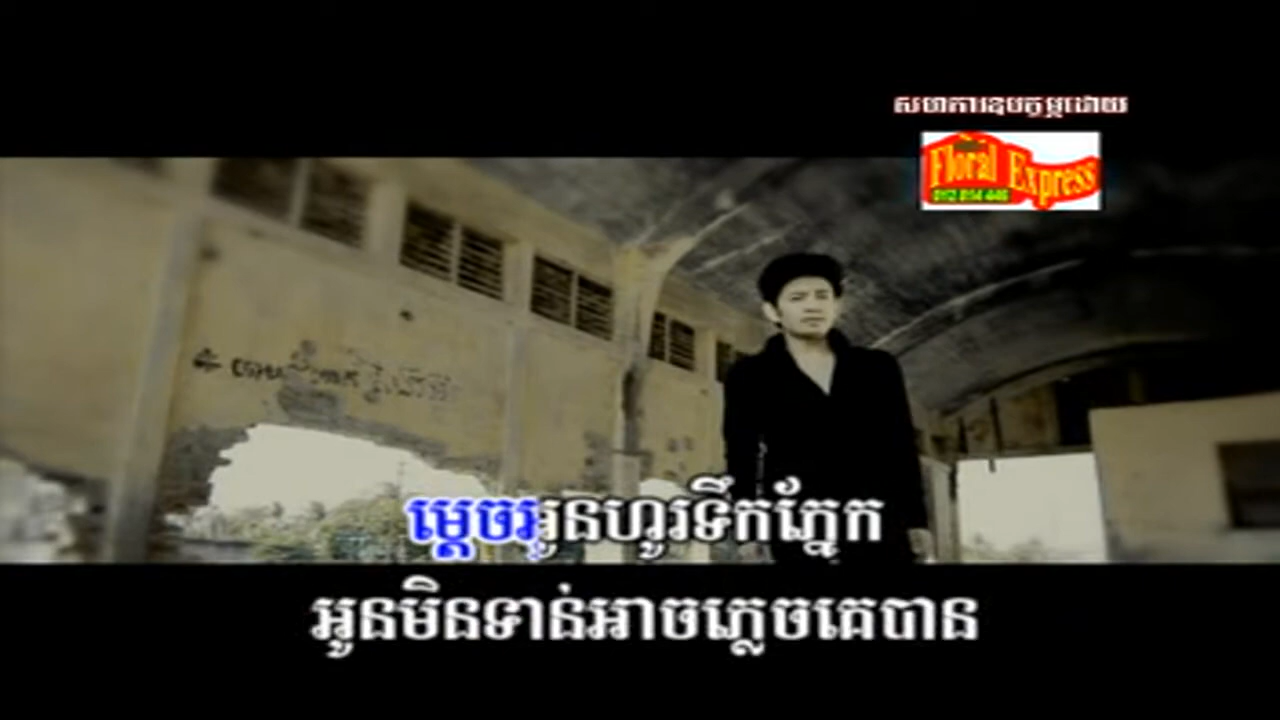 សហការឧបត្ថម្ភដោយ
Floral Express
ម្ដេចអូនហូរទឹកភ្នែក
អូនមិនទាន់អាចភ្លេចគេបាន